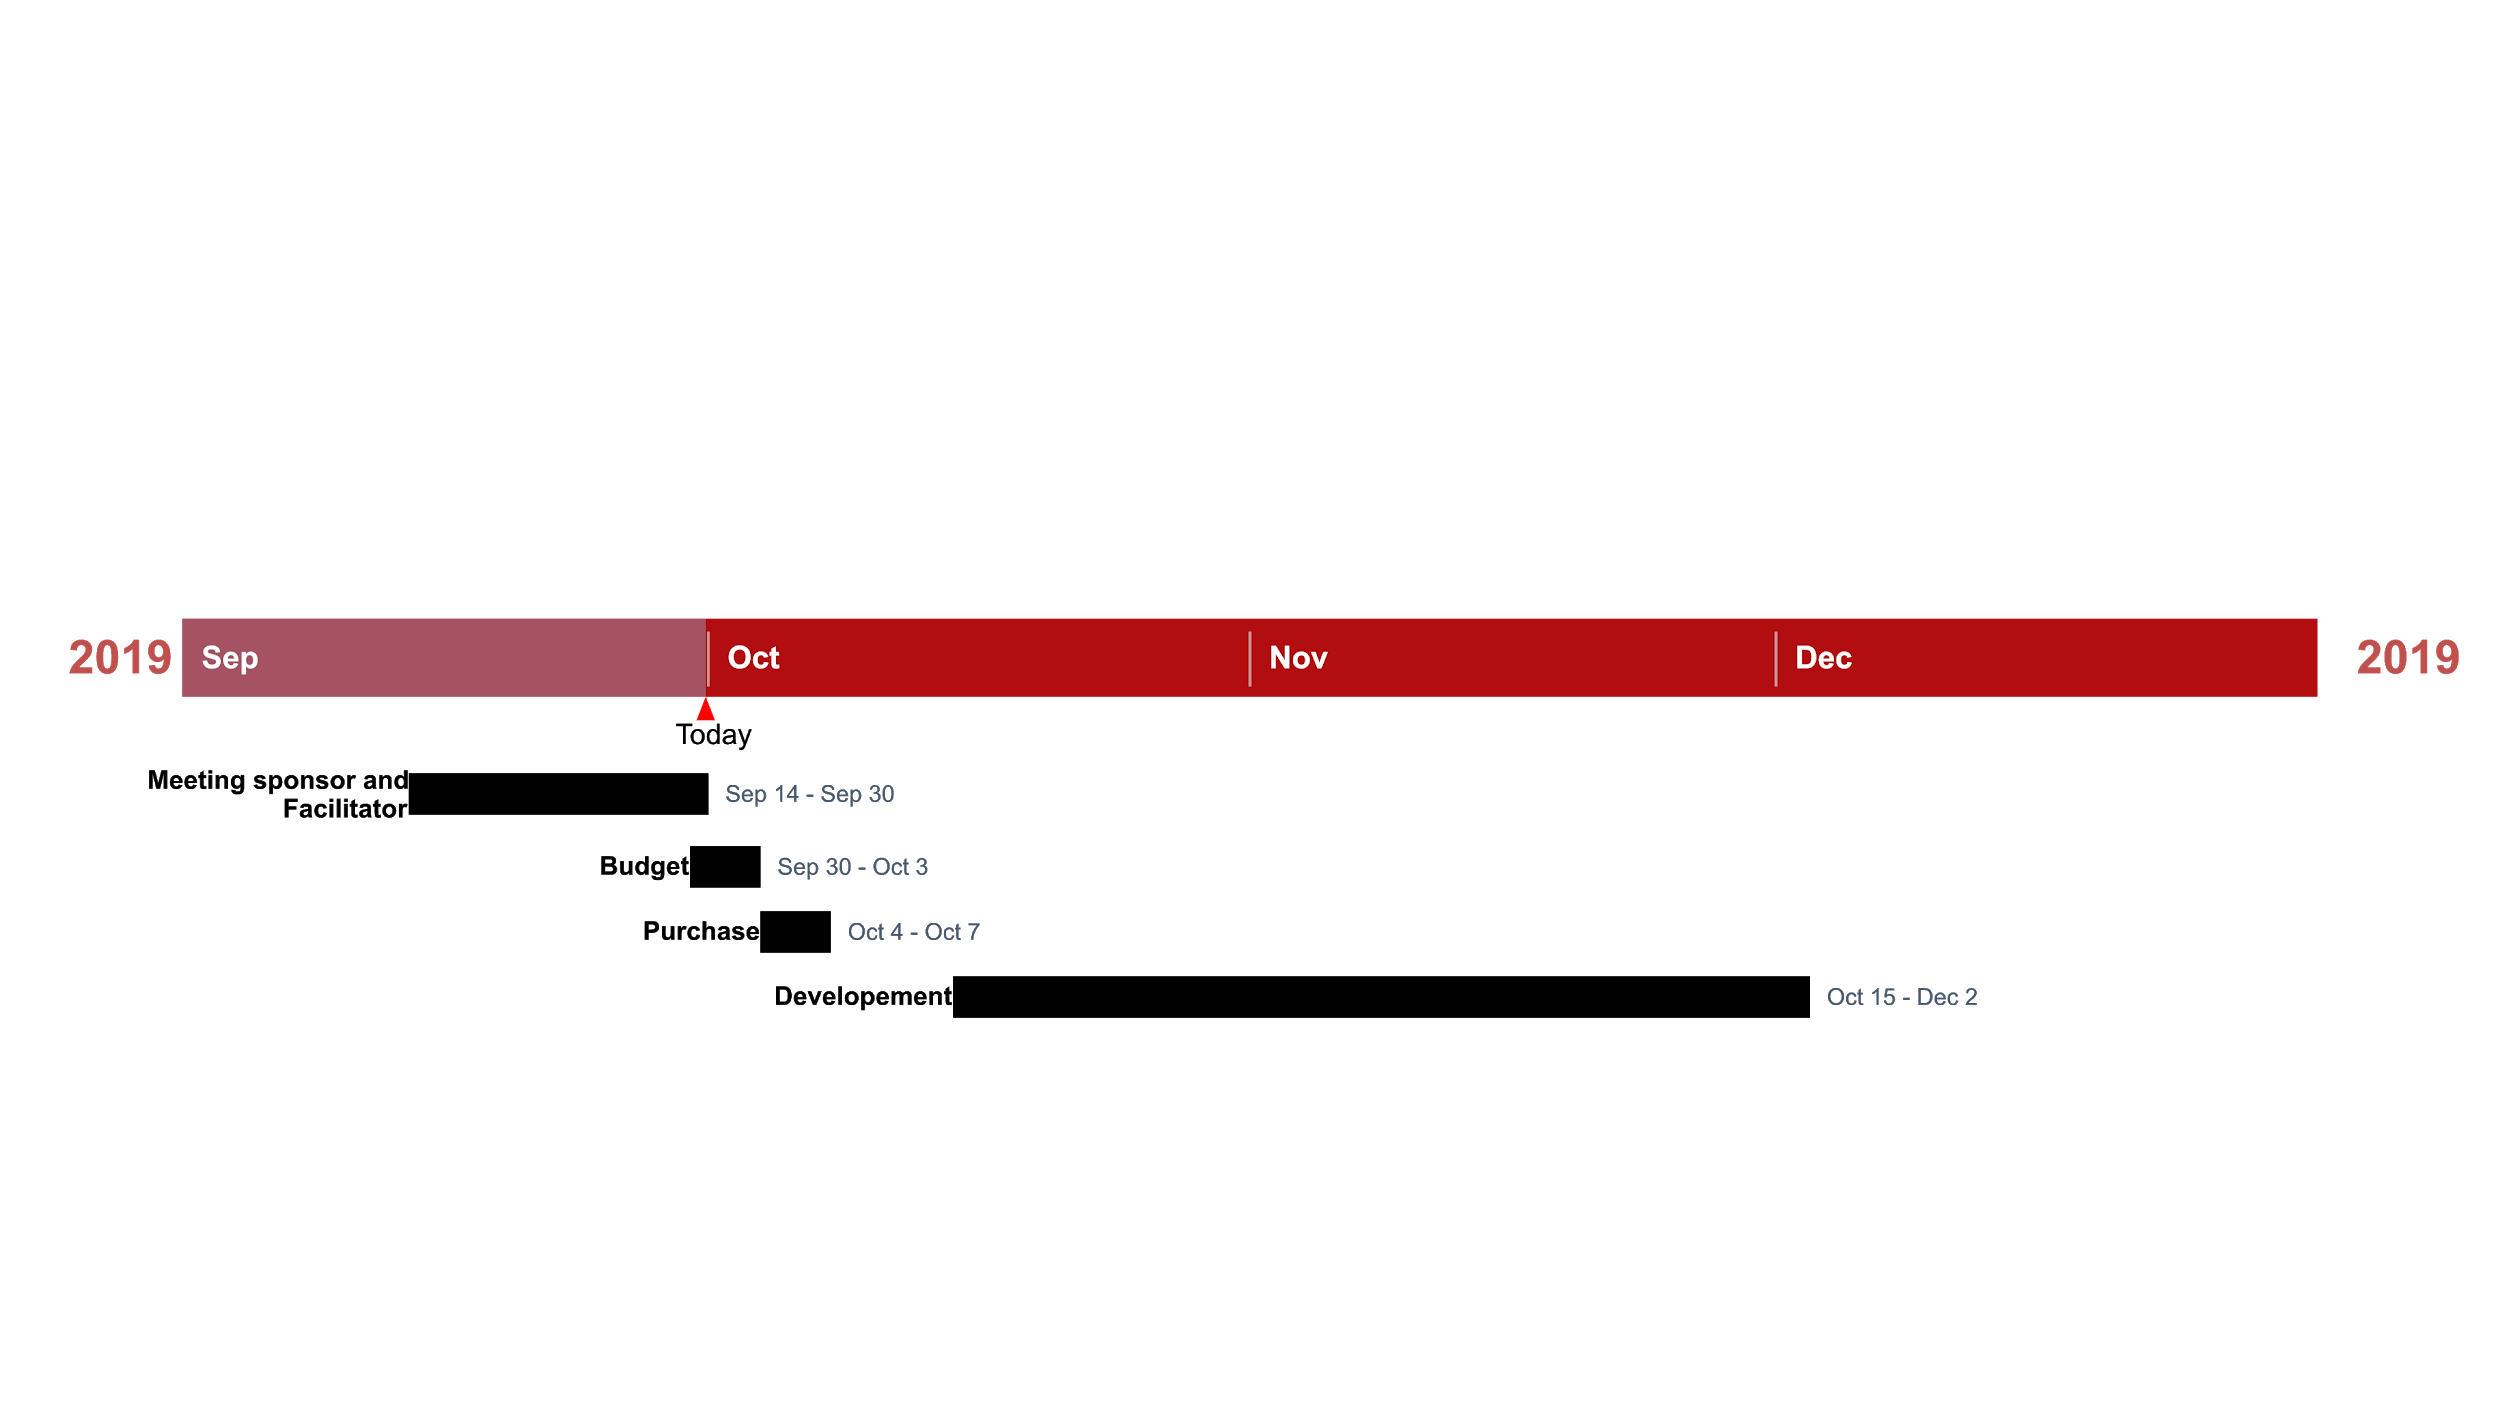 2019 Sep Oct Nov Dec 2019
Today
Meeting sponsor and
Facilitator
Sep 14 - Sep 30
Budget Sep 30 - Oct 3
Purchase Oct 4 - Oct 7
Developement Oct 15 - Dec 2